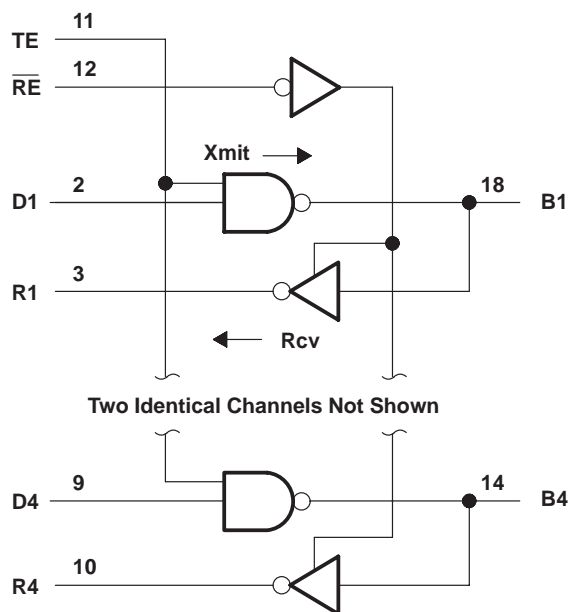 11
TE
12
R̅E̅
Xmit
2
18
D1
B1
3
R1
Rcv
Two Identical Channels Not Shown
9
14
D4
B4
10
R4